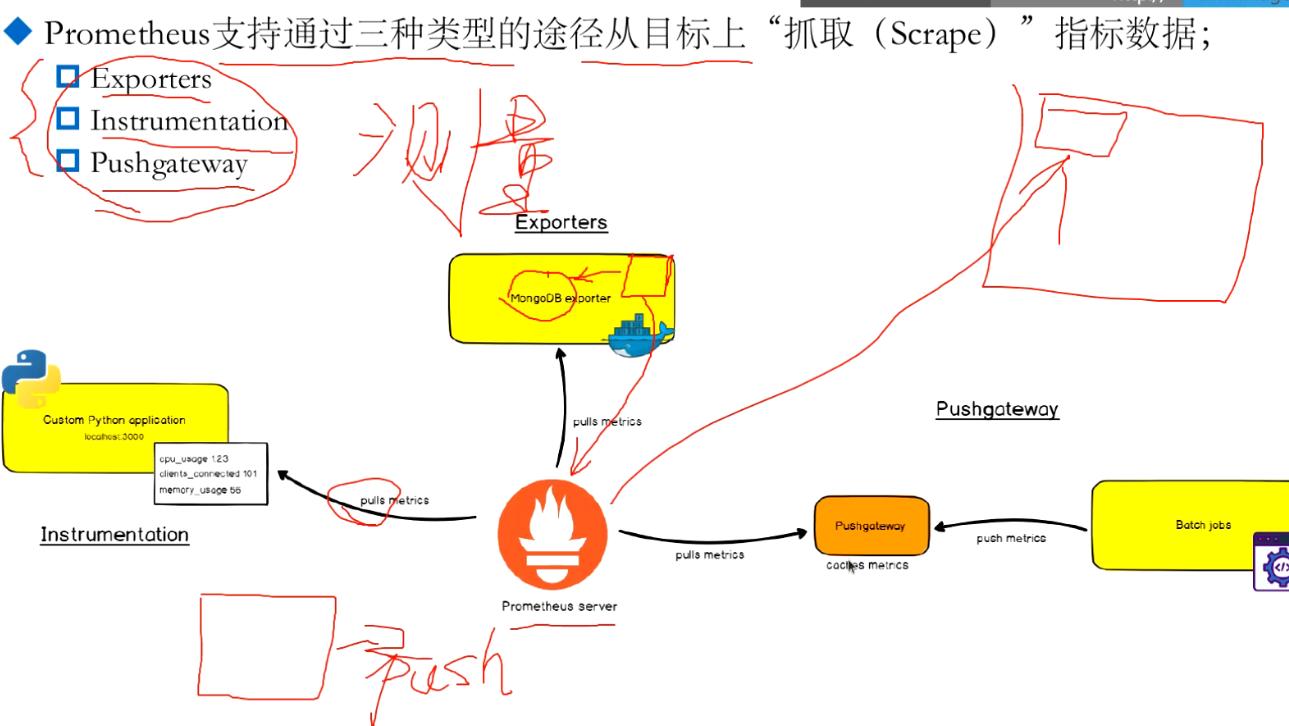 Prometheus支持通过三种类型的途径从目标上“抓取（Scrape）”指标数据；
Exporters
Instrumentation
Pushgateway
测量
Exporters
MongoDB exporter
pulls metrics
Custom Python application
localhost:3000
cpu_usage 123
clients_connected 101
memory_usage 56
pulls metrics
Instrumentation
Prometheus server
pulls metrics
Pushgateway
Pushgateway
caches metrics
push metrics
Batch jobs
push